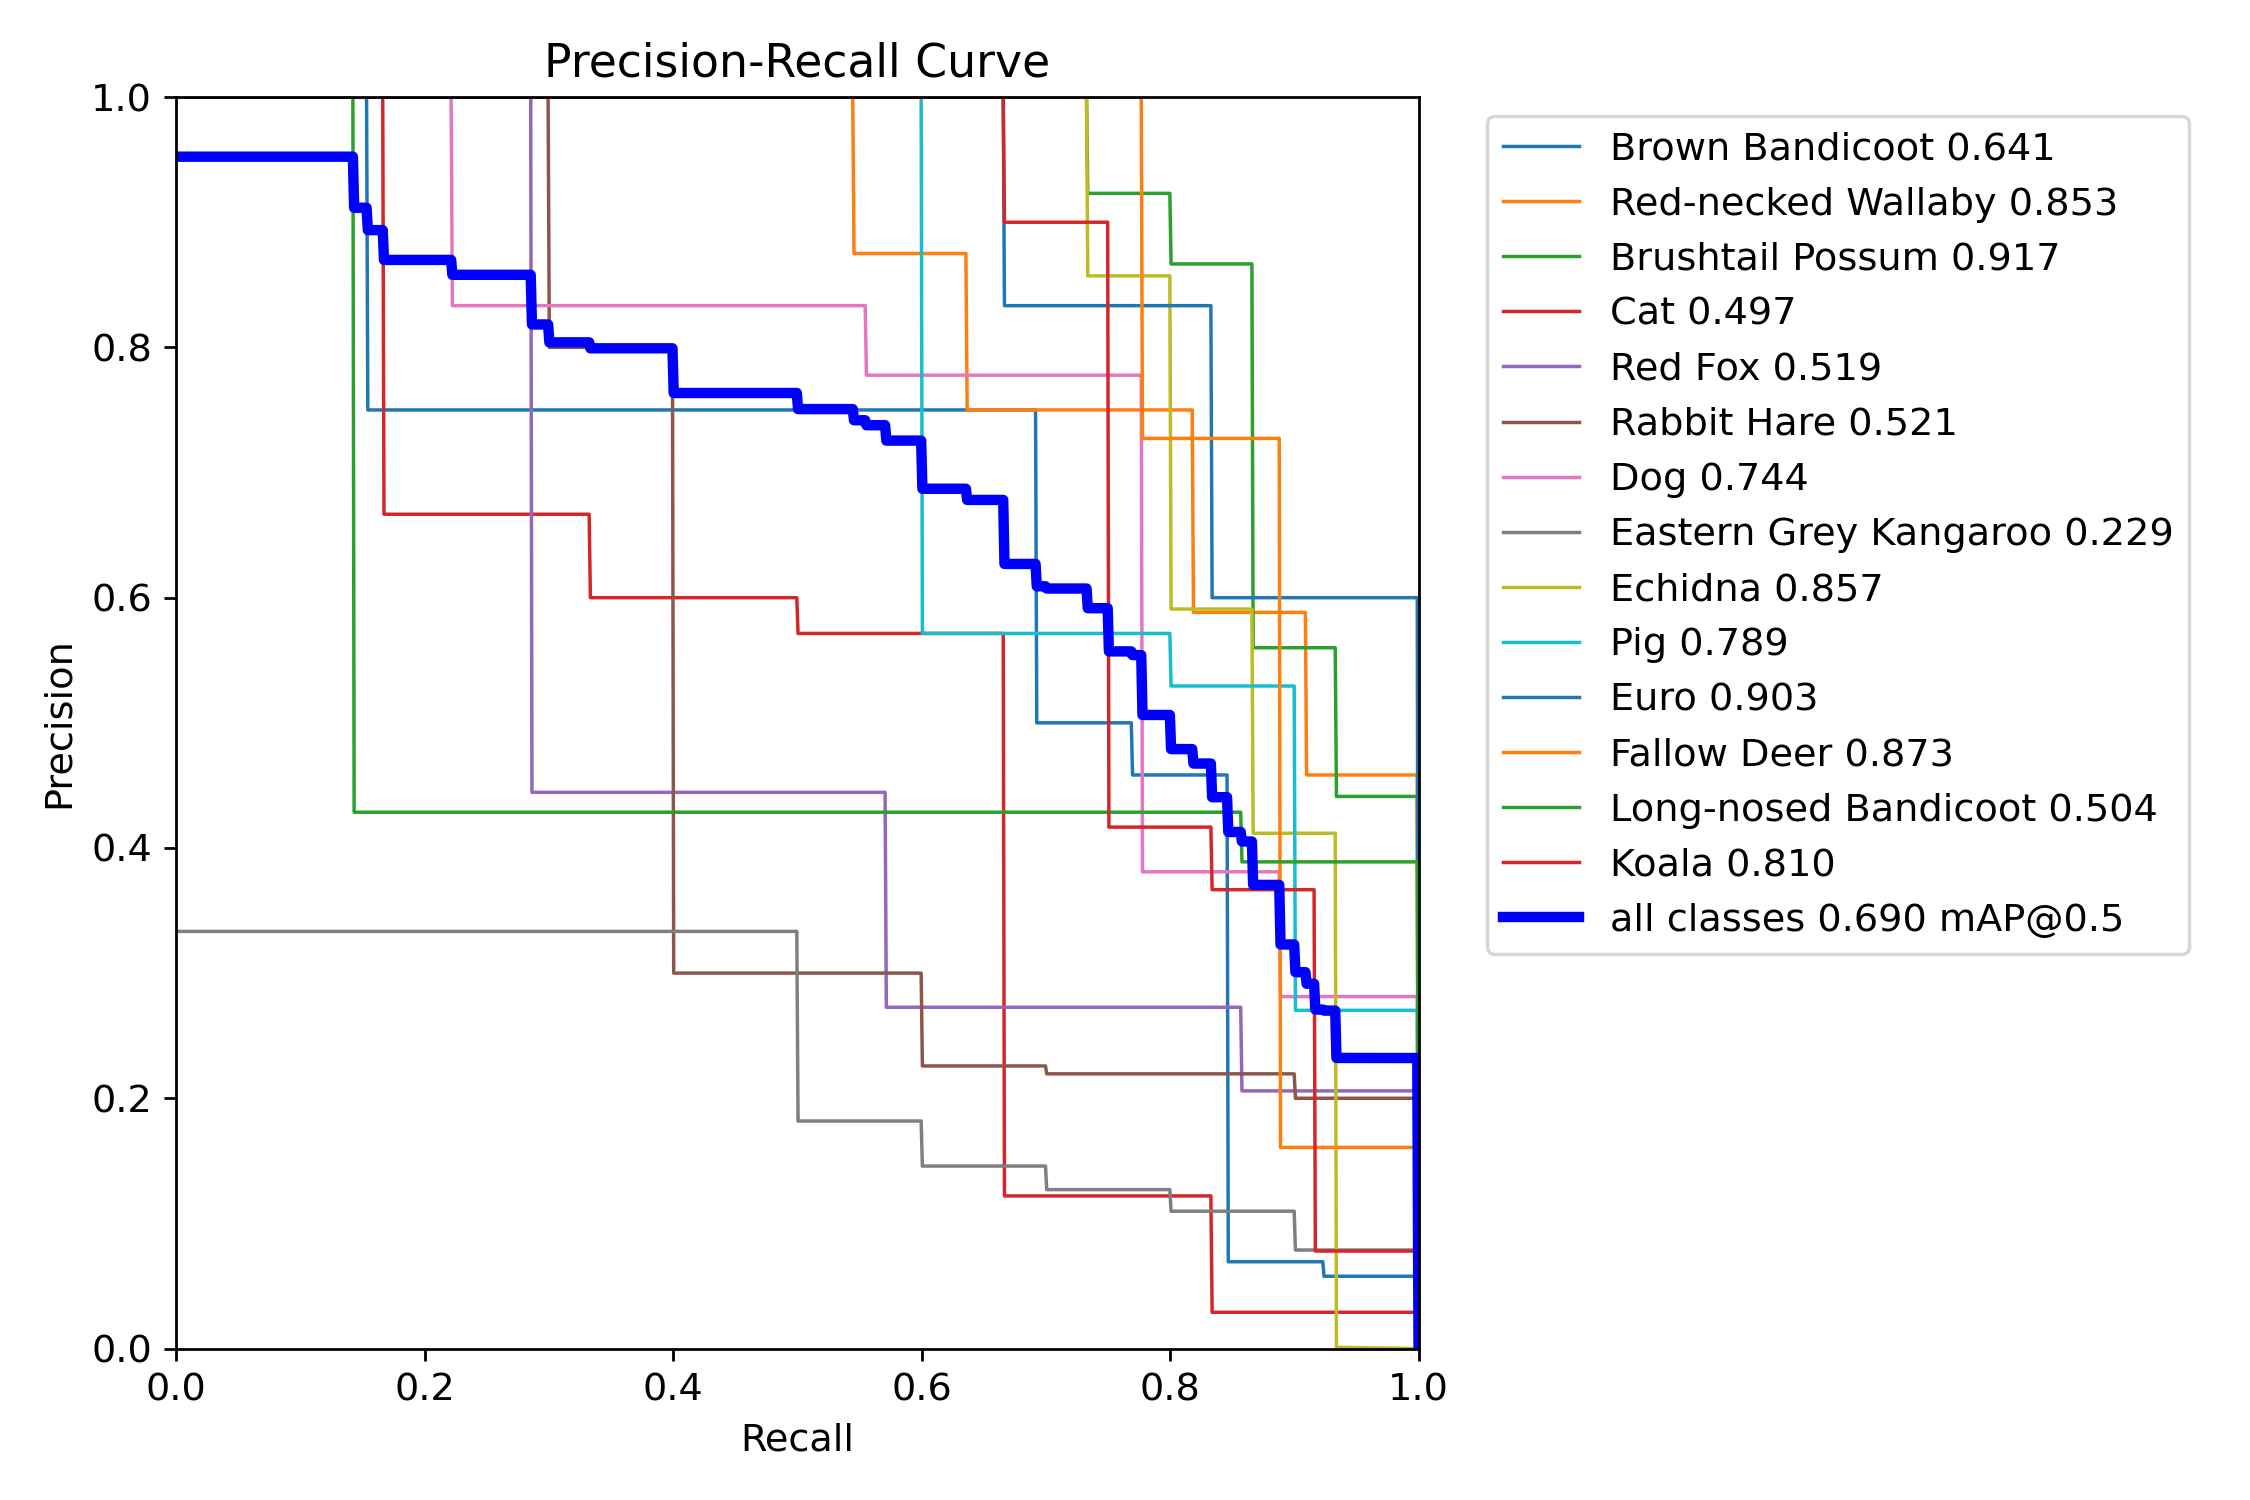 Precision-Recall Curve
1.0
0.8
0.6
0.4
0.2
0.0
Precision
0.0 0.2 0.4 0.6 0.8 1.0
Recall
Brown Bandicoot 0.641
Red-necked Wallaby 0.853
Brushtail Possum 0.917
Cat 0.497
Red Fox 0.519
Rabbit Hare 0.521
Dog 0.744
Eastern Grey Kangaroo 0.229
Echidna 0.857
Pig 0.789
Euro 0.903
Fallow Deer 0.873
Long-nosed Bandicoot 0.504
Koala 0.810
all classes 0.690 mAP@0.5